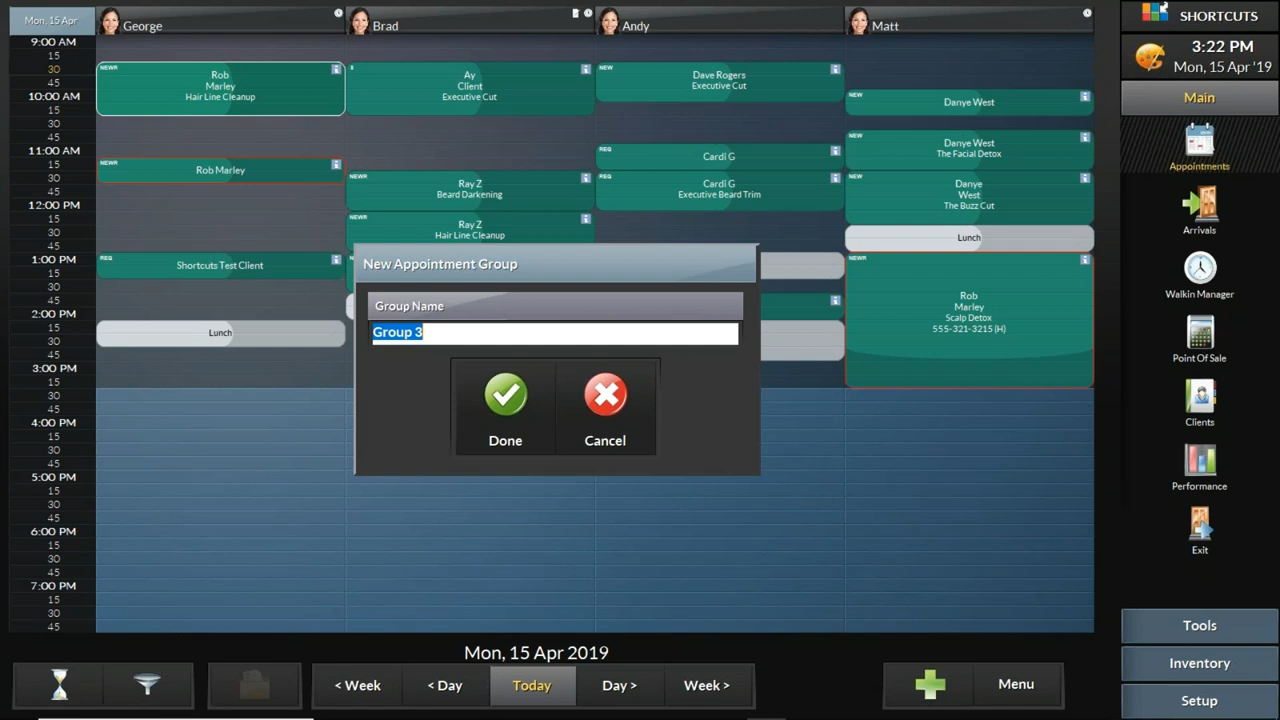 Mon, 15 Apr
George
Brad
Andy
Matt
SHORTCUTS
3:22 PM
Mon, 15 Apr '19
Main
Appointments
Arrivals
Walkin Manager
Point Of Sale
Clients
Performance
Exit
Tools
Inventory
Setup
9:00 AM
15
30
45
10:00 AM
15
30
45
11:00 AM
15
30
45
12:00 PM
15
30
45
1:00 PM
15
30
45
2:00 PM
15
30
45
3:00 PM
15
30
45
4:00 PM
15
30
45
5:00 PM
15
30
45
6:00 PM
15
30
45
7:00 PM
15
30
45
NEWR
Rob
Marley
Hair Line Cleanup
NEWR
Rob Marley
REQ
Shortcuts Test Client
Lunch
Ay
Client
Executive Cut
NEWR
Ray Z
Beard Darkening
NEWR
Ray Z
Hair Line Cleanup
NEW
Dave Rogers
Executive Cut
REQ
Cardi G
REQ
Cardi G
Executive Beard Trim
NEW
Danye West
NEW
Danye West
The Facial Detox
NEW
Danye
West
The Buzz Cut
Lunch
NEWR
Rob
Marley
Scalp Detox
555-321-3215 (H)
New Appointment Group
Group Name
Group 3
Done
Cancel
Mon, 15 Apr 2019
< Week
< Day
Today
Day >
Week >
Menu